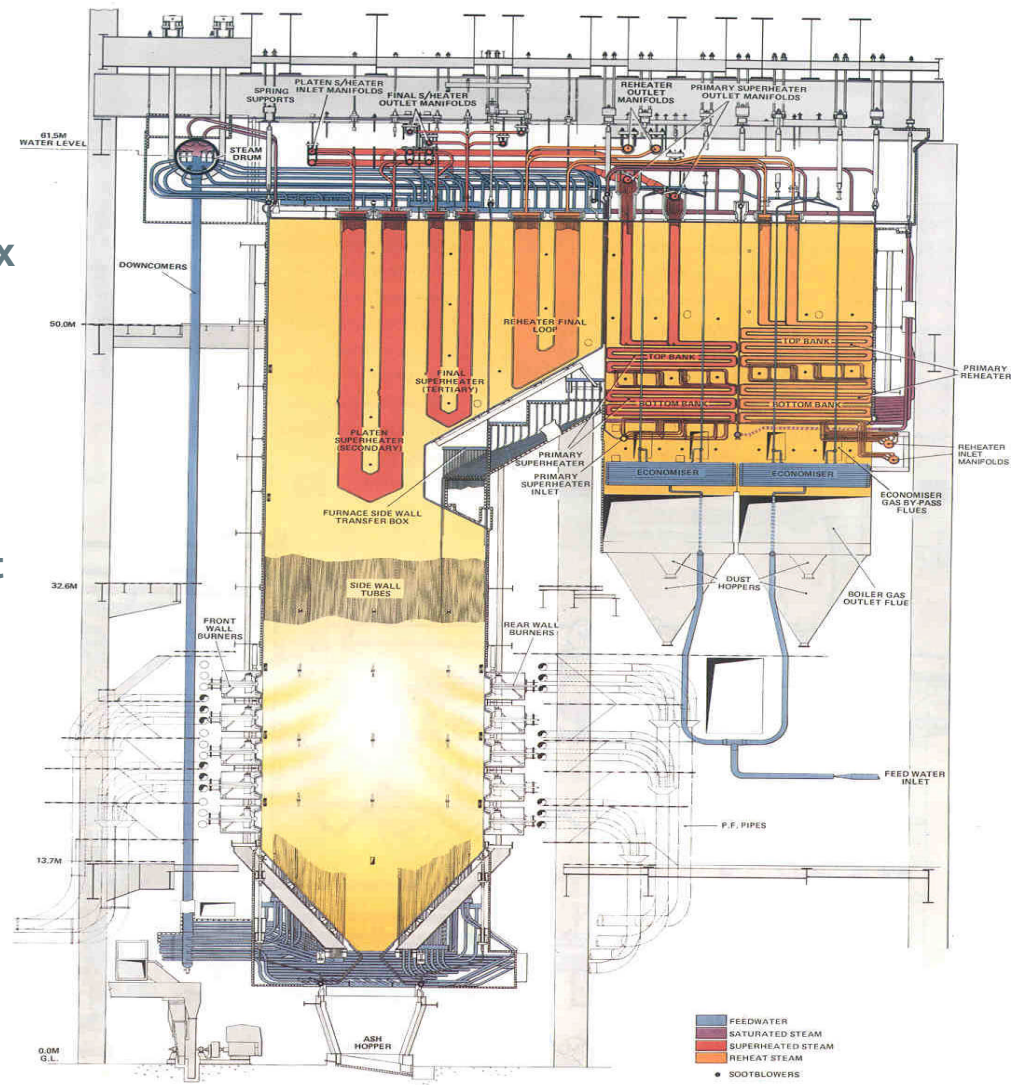 PLATEN S/HEATER
INLET MANIFOLDS
SPRING
SUPPORTS
FINAL S/HEATER
OUTLET MANIFOLDS
REHEATER
OUTLET
MANIFOLDS
PRIMARY SUPERHEATER
OUTLET MANIFOLDS
61.5M
WATER LEVEL
STEAM
DRUM
x
DOWNCOMERS
50.0M
REHEATER FINAL
LOOP
TOP BANK
TOP BANK
PRIMARY
REHEATER
FINAL
SUPERHEATER
(TERTIARY)
BOTTOM BANK
BOTTOM BANK
PLATEN
SUPERHEATER
(SECONDARY)
PRIMARY
SUPERHEATER
PRIMARY
SUPERHEATER
INLET
REHEATER
INLET
MANIFOLDS
ECONOMISER
ECONOMISER
ECONOMISER
GAS BY-PASS
FLUES
FURNACE SIDE WALL
TRANSFER BOX
t
32.6M
SIDE WALL
TUBES
DUST
HOPPERS
BOILER GAS
OUTLET FLUE
FRONT
WALL
BURNERS
REAR WALL
BURNERS
FEED WATER
INLET
P.F. PIPES
13.7M
ASH
HOPPER
0.0M
G.L.
FEEDWATER
SATURATED STEAM
SUPERHEATED STEAM
REHEAT STEAM
SOOTBLOWERS